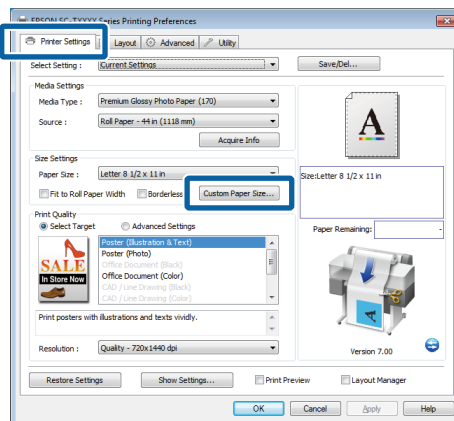 EPSON SC-TXXXX Series Printing Preferences
Printer Settings Layout Advanced Utility
Select Setting : Current Settings Save/Del...
Media Settings
Media Type : Premium Glossy Photo Paper (170)
Source : Roll Paper - 44 in (1118 mm)
Acquire Info
A
Size Settings
Paper Size : Letter 8 1/2 x 11 in
Size:Letter 8 1/2 x 11 in
Fit to Roll Paper Width Borderless Custom Paper Size...
Print Quality
Select Target Advanced Settings
Paper Remaining: -
SALE
In Store Now
Poster (Illustration & Text)
Poster (Photo)
Office Document (Black)
Office Document (Color)
CAD / Line Drawing (Black)
CAD / Line Drawing (Color)
A
Print posters with illustrations and texts vividly.
Resolution : Quality - 720x1440 dpi
Version 7.00
Restore Settings Show Settings... Print Preview Layout Manager
OK Cancel Apply Help